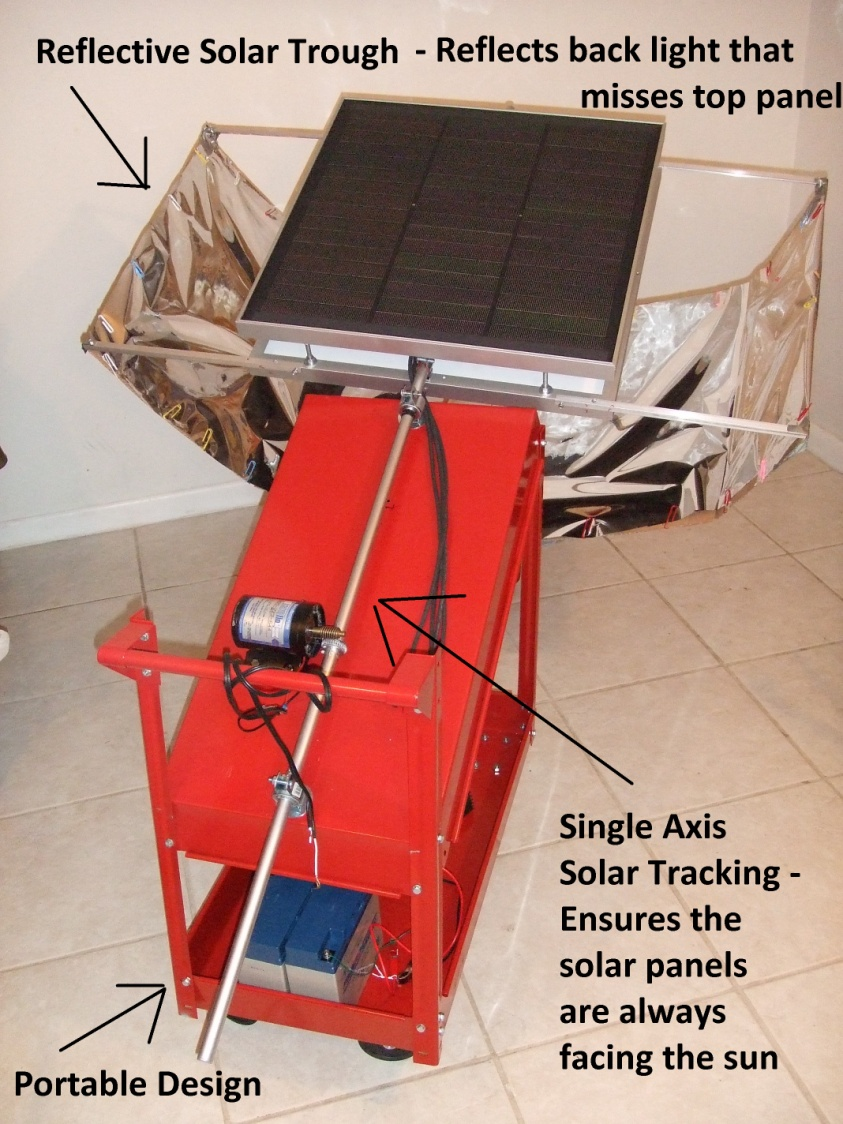 Reflective Solar Trough - Reflects back light that
misses top panel
Single Axis
Solar Tracking -
Ensures the
solar panels
are always
facing the sun
Portable Design